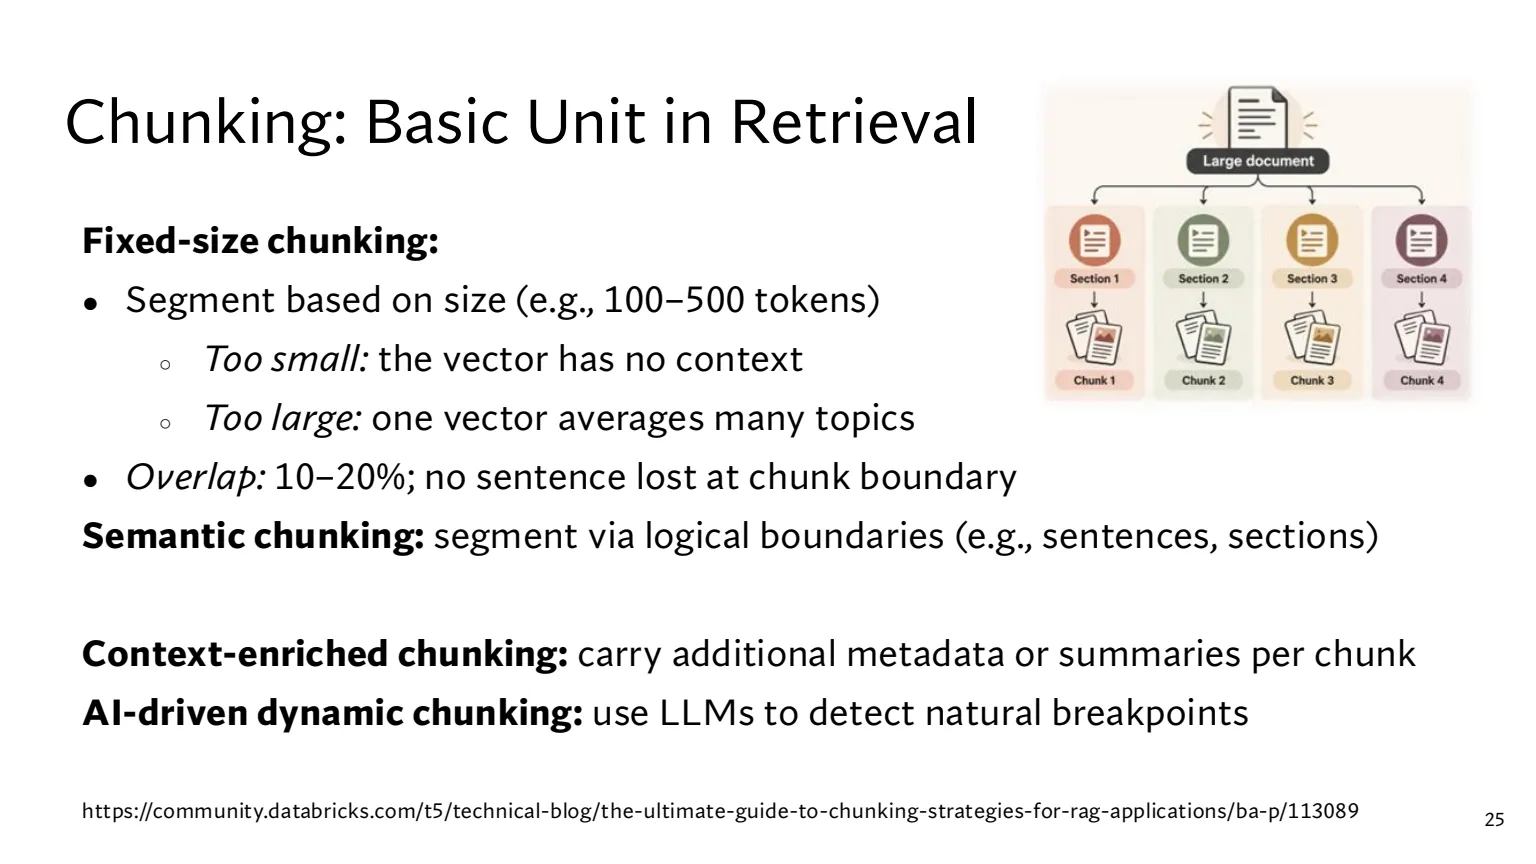 Chunking: Basic Unit in Retrieval
Large document
Section 1
Section 2
Section 3
Section 4
Chunk 1
Chunk 2
Chunk 3
Chunk 4
Fixed-size chunking:
● Segment based on size (e.g., 100–500 tokens)
○ Too small: the vector has no context
○ Too large: one vector averages many topics
● Overlap: 10–20%; no sentence lost at chunk boundary
Semantic chunking: segment via logical boundaries (e.g., sentences, sections)
Context-enriched chunking: carry additional metadata or summaries per chunk
AI-driven dynamic chunking: use LLMs to detect natural breakpoints
https://community.databricks.com/t5/technical-blog/the-ultimate-guide-to-chunking-strategies-for-rag-applications/ba-p/113089
25